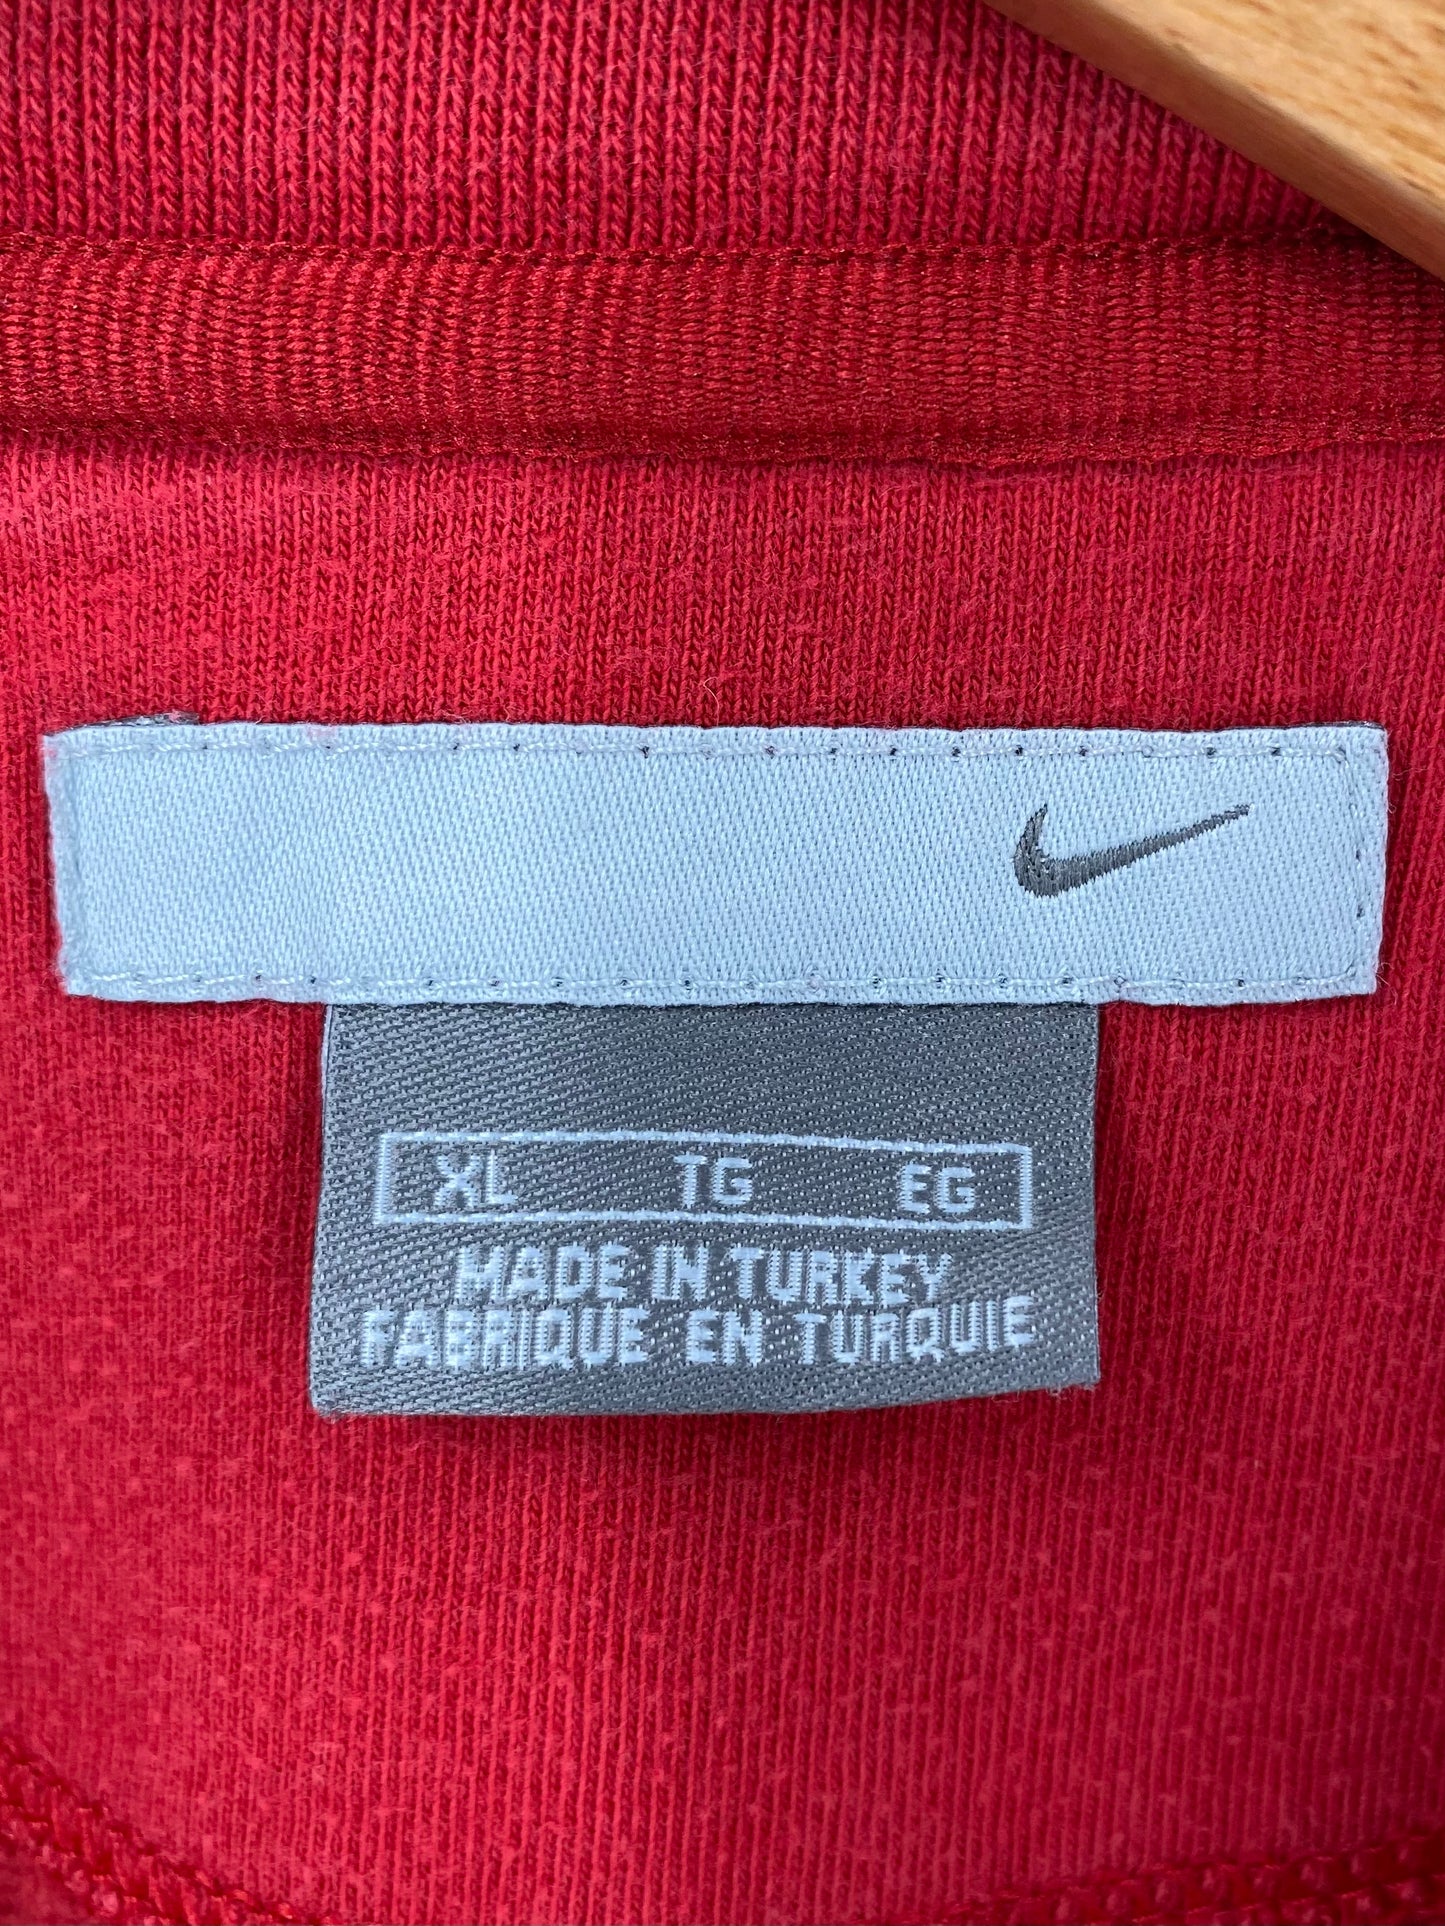 XL TG EG
MADE IN TURKEY
FABRIQUE EN TURQUIE